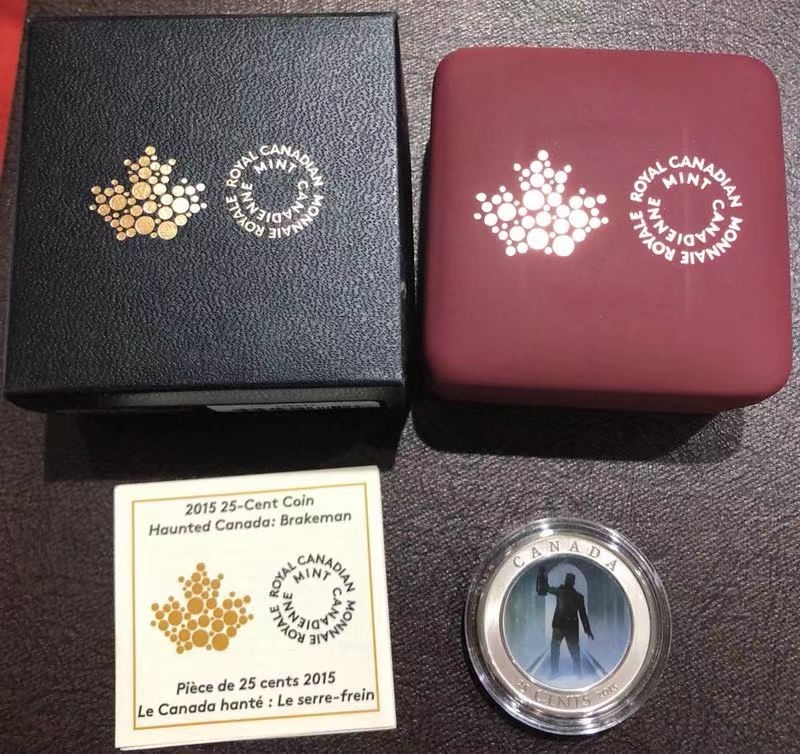 ROYAL CANADIAN MINT
MONNAIE ROYALE CANADIENNE
ROYAL CANADIAN MINT
MONNAIE ROYALE CANADIENNE
2015 25-Cent Coin
Haunted Canada: Brakeman
ROYAL CANADIAN MINT
MONNAIE ROYALE CANADIENNE
Pièce de 25 cents 2015
Le Canada hanté : Le serre-frein
CANADA
25 CENTS 2015